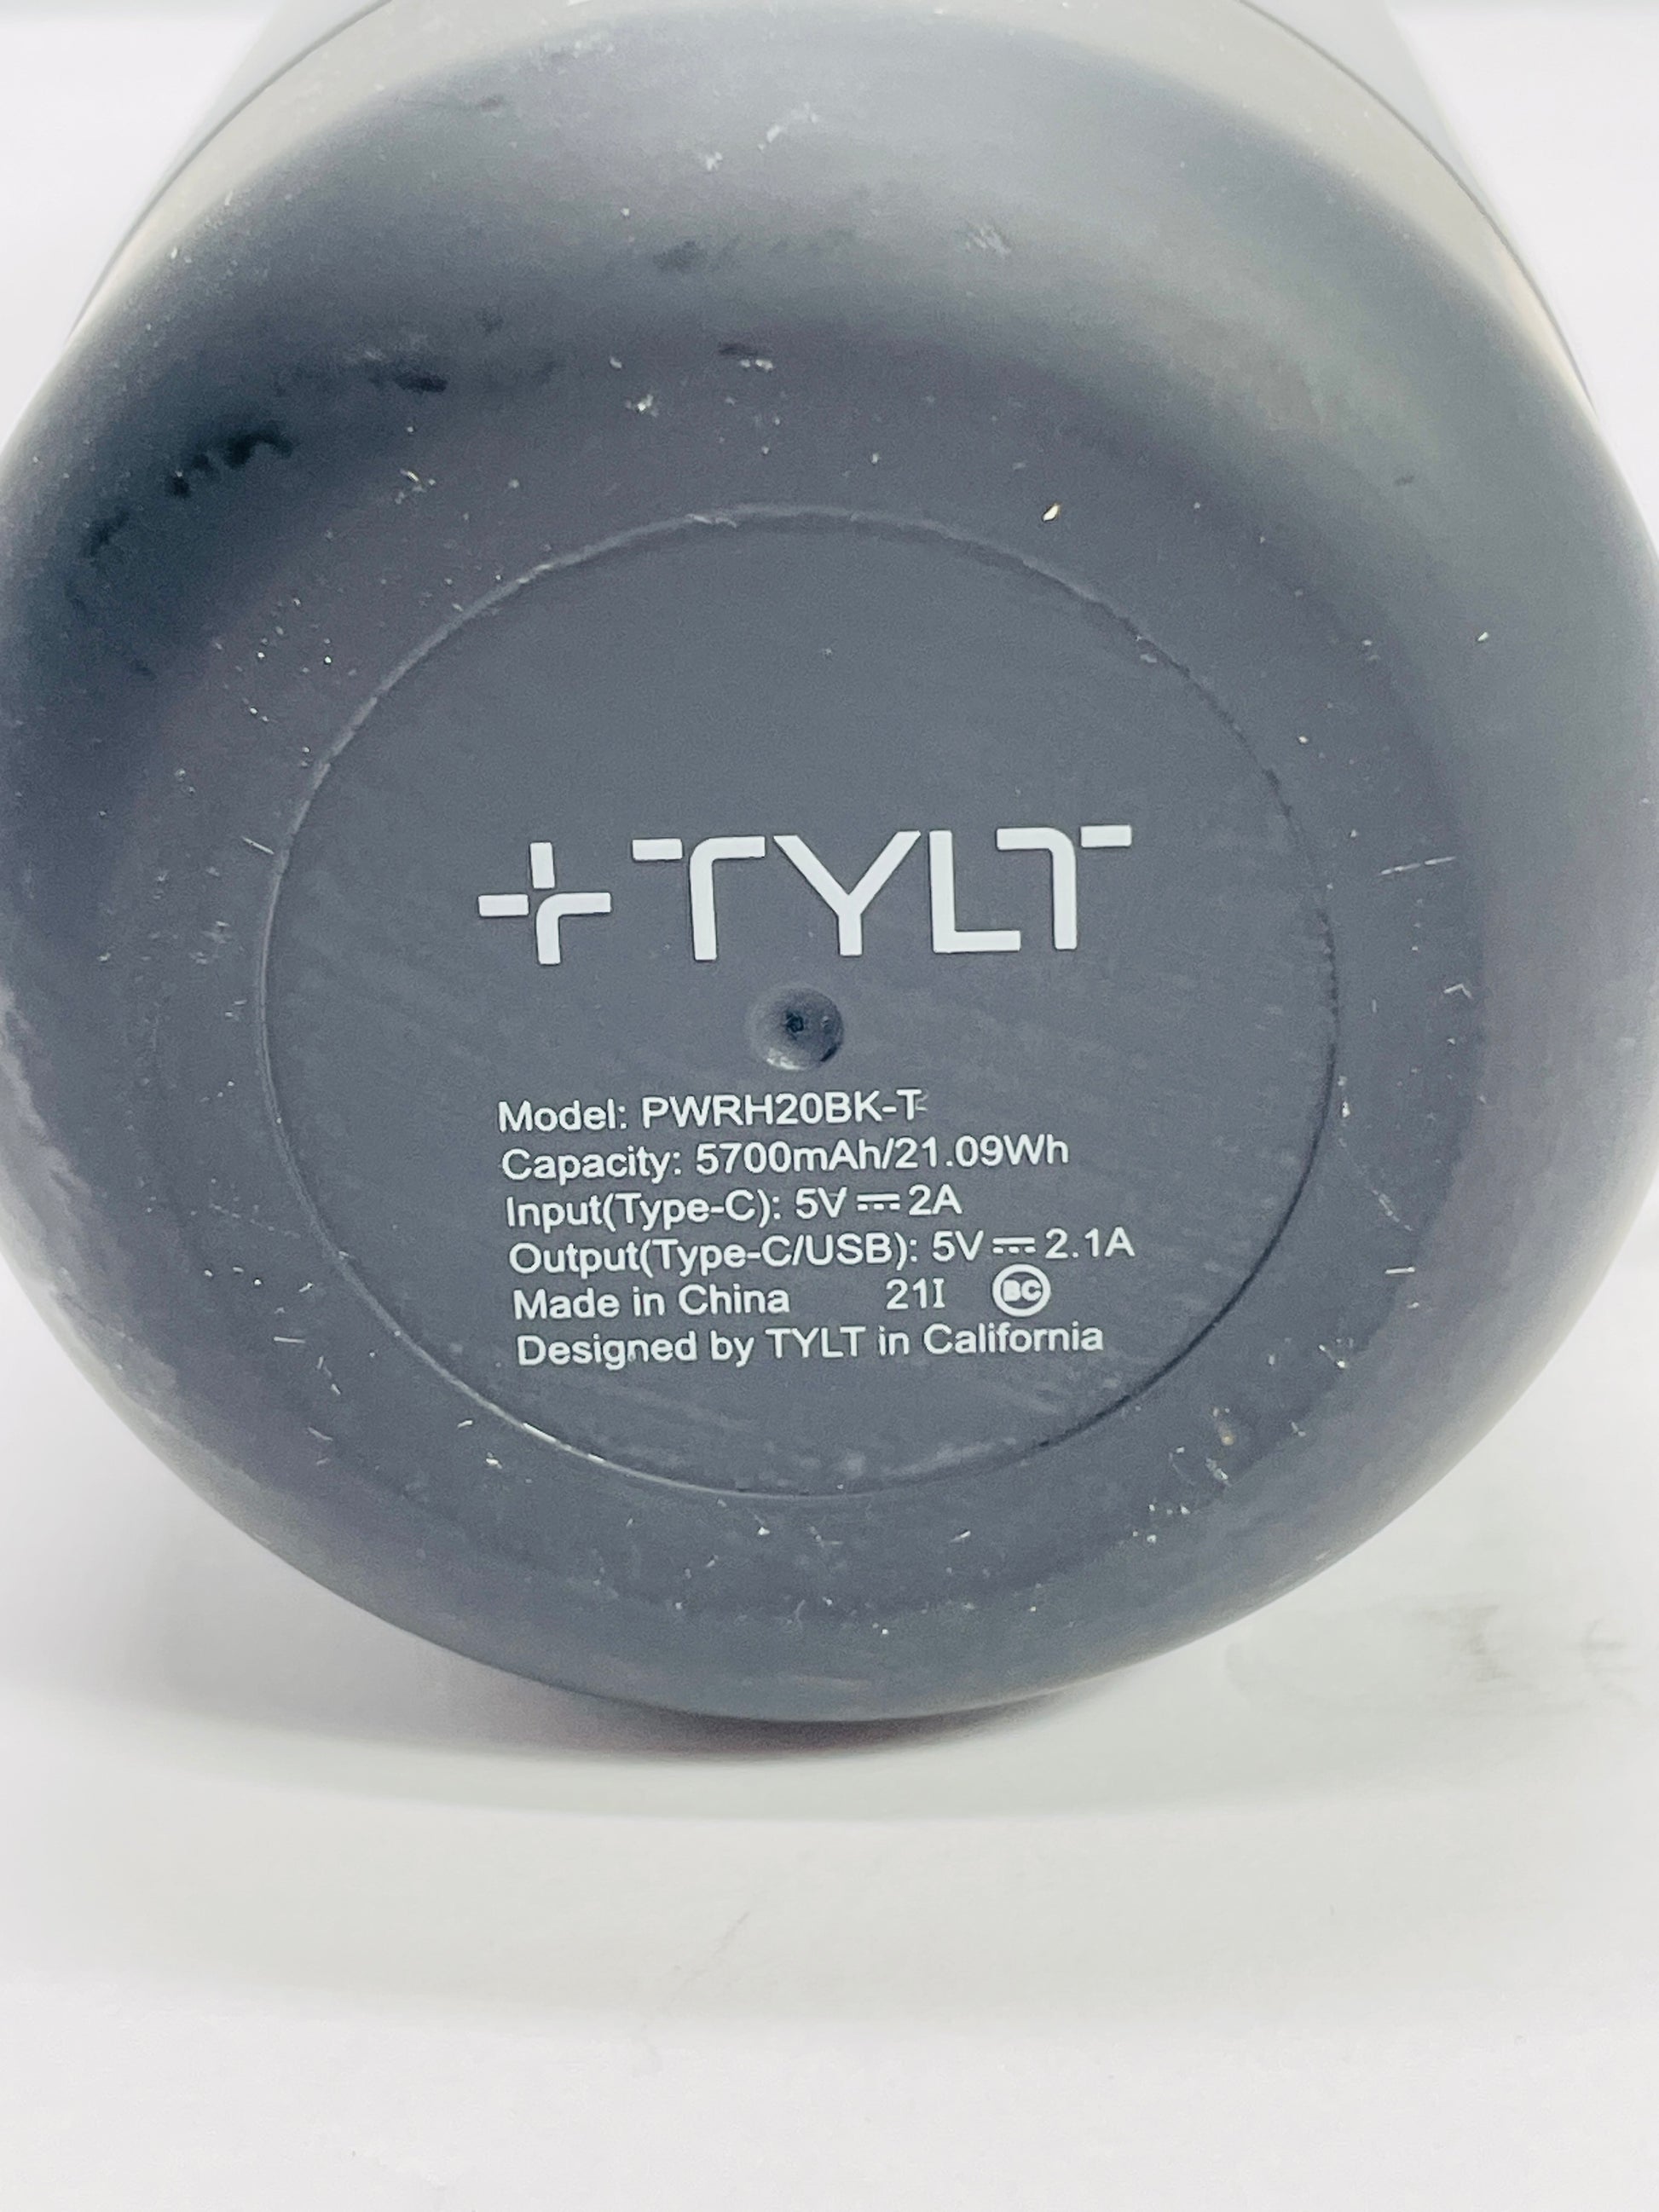 +TYLT
Model: PWRH20BK-T
Capacity: 5700mAh/21.09Wh
Input(Type-C): 5V⎓2A
Output(Type-C/USB): 5V⎓2.1A
Made in China 21I BC
Designed by TYLT in California